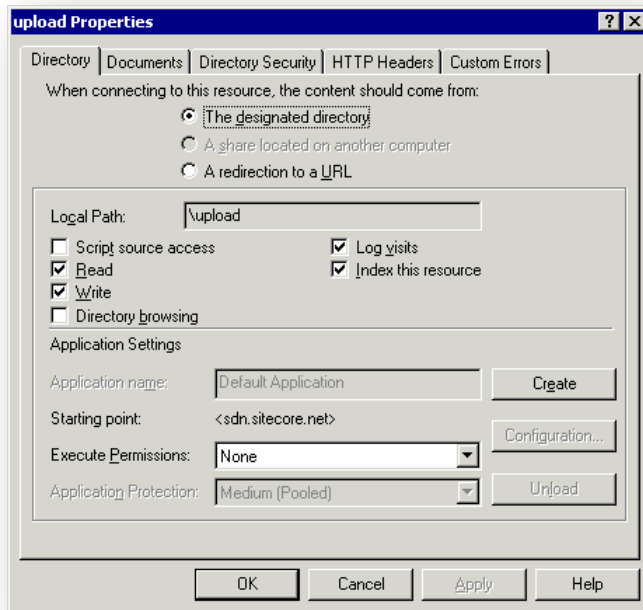 upload Properties
Directory Documents Directory Security HTTP Headers Custom Errors
When connecting to this resource, the content should come from:
The designated directory
A share located on another computer
A redirection to a URL
Local Path: \upload
Script source access Log visits
Read Index this resource
Write
Directory browsing
Application Settings
Application name: Default Application Create
Starting point: <sdn.sitecore.net>
Configuration...
Execute Permissions: None
Application Protection: Medium (Pooled) Unload
OK Cancel Apply Help